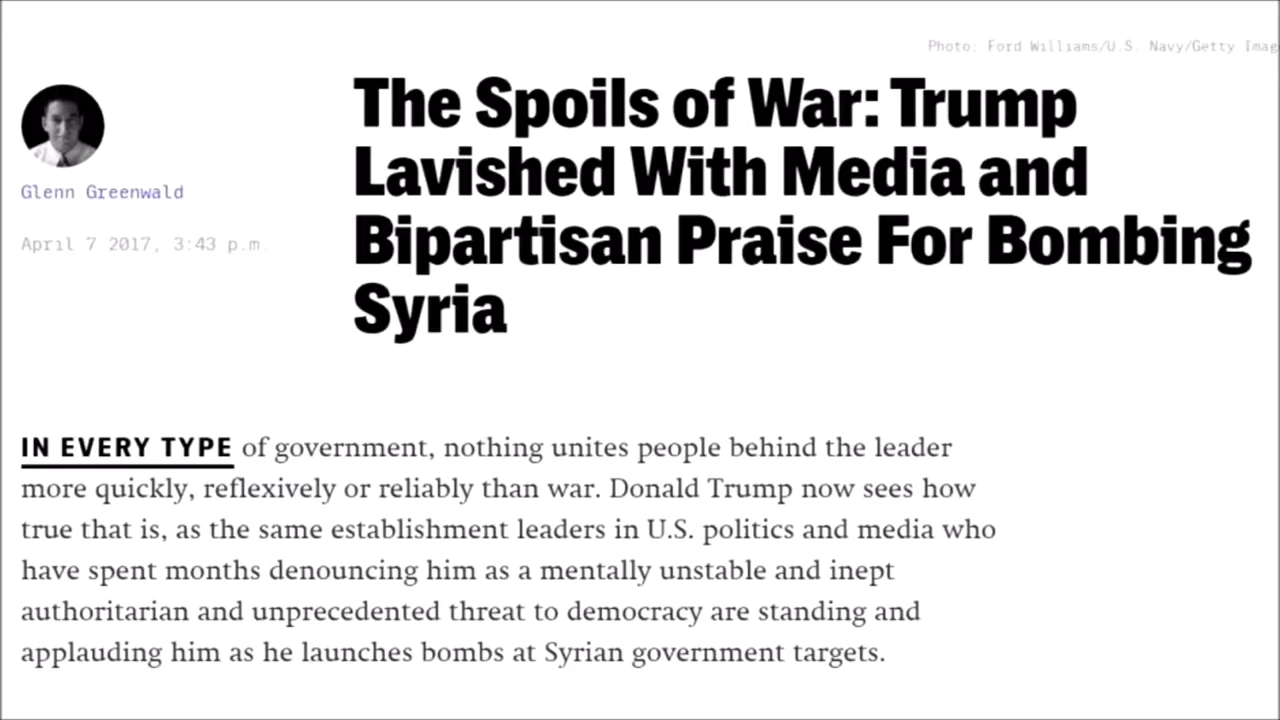 Photo: Ford Williams/U.S. Navy/Getty Imag
The Spoils of War: Trump
Lavished With Media and
Bipartisan Praise For Bombing
Syria
Glenn Greenwald
April 7 2017, 3:43 p.m.
IN EVERY TYPE of government, nothing unites people behind the leader
more quickly, reflexively or reliably than war. Donald Trump now sees how
true that is, as the same establishment leaders in U.S. politics and media who
have spent months denouncing him as a mentally unstable and inept
authoritarian and unprecedented threat to democracy are standing and
applauding him as he launches bombs at Syrian government targets.